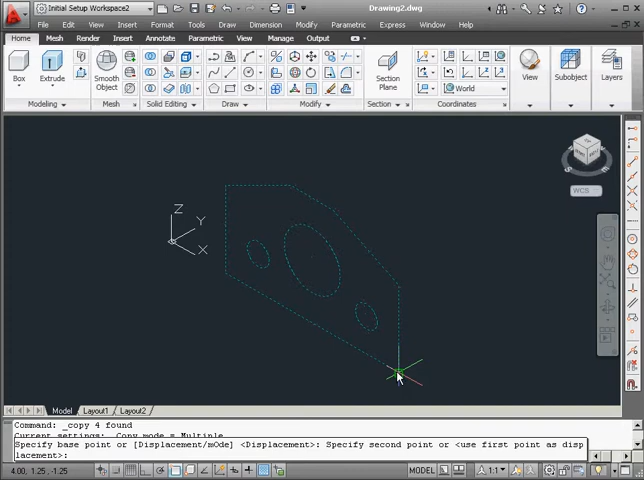 Initial Setup Workspace2
Drawing2.dwg
File Edit View Insert Format Tools Draw Dimension Modify Parametric Express Window Help
Home Mesh Render Insert Annotate Parametric View Manage Output
Box Extrude Smooth Object Section Plane World View Subobject Layers
Modeling Mesh Solid Editing Draw Modify Section Coordinates
TOP
S
WCS
Z
Y
X
Model Layout1 Layout2
Command: _copy 4 found
Current settings: Copy mode = Multiple
Specify base point or [Displacement/mOde] <Displacement>: Specify second point or <use first point as disp
lacement>:
4.00, 1.25, -1.25 MODEL 1:1